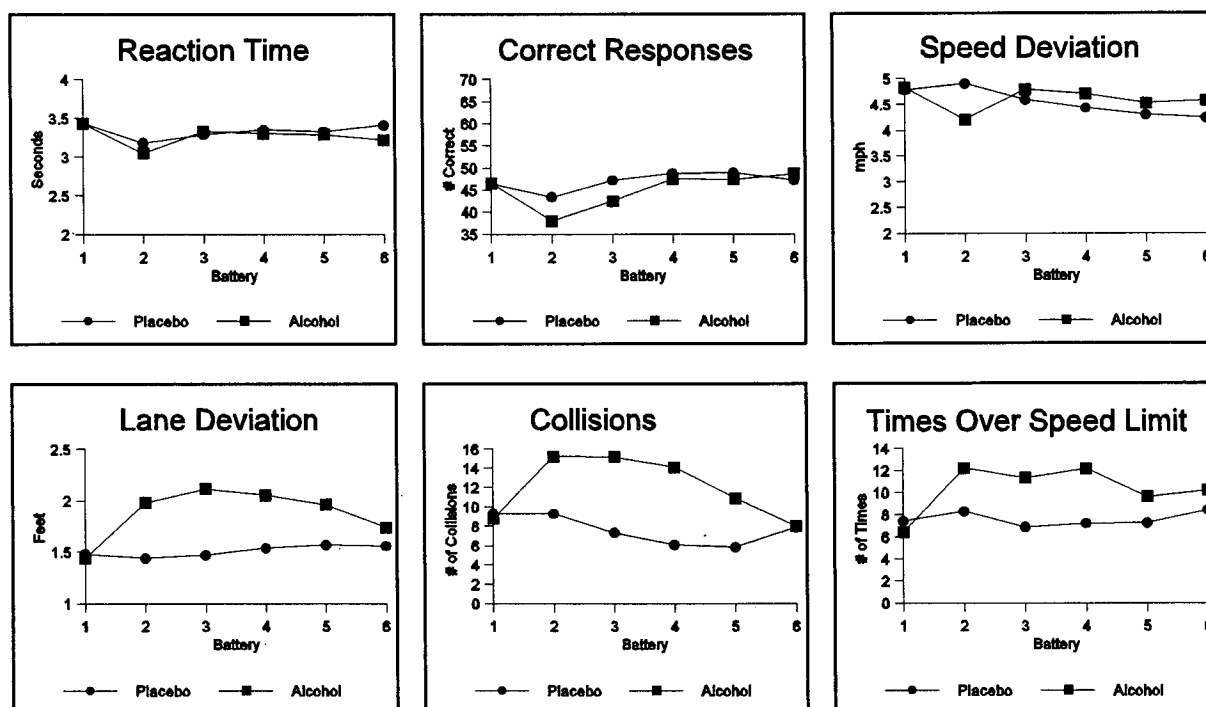 Reaction Time
4
3.5
3
2.5
2
Seconds
1 2 3 4 5 6
Battery
Placebo Alcohol
Correct Responses
70
65
60
55
50
45
40
35
# Correct
1 2 3 4 5 6
Battery
Placebo Alcohol
Speed Deviation
5
4.5
4
3.5
3
2.5
2
mph
1 2 3 4 5 6
Battery
Placebo Alcohol
Lane Deviation
2.5
2
1.5
1
Feet
1 2 3 4 5 6
Battery
Placebo Alcohol
Collisions
16
14
12
10
8
6
4
2
0
# of Collisions
1 2 3 4 5 6
Battery
Placebo Alcohol
Times Over Speed Limit
14
12
10
8
6
4
2
0
# of Times
1 2 3 4 5 6
Battery
Placebo Alcohol